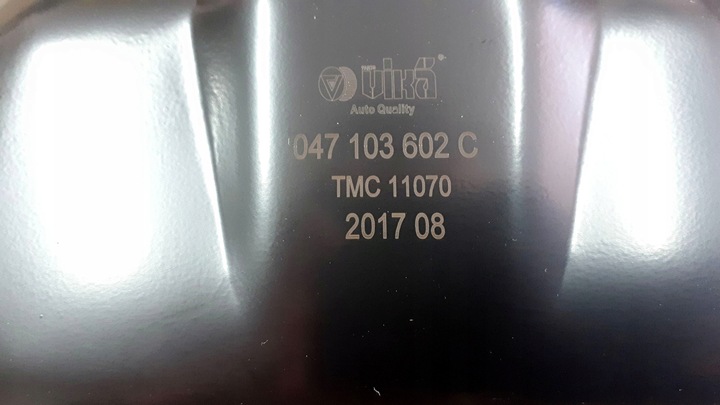 vika
Auto Quality
047 103 602 C
TMC 11070
2017 08